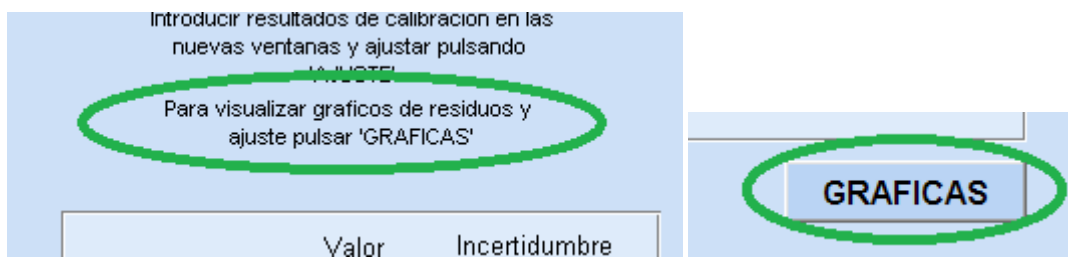 Introducir resultados de calibracion en las
nuevas ventanas y ajustar pulsando
'AJUSTE'
Para visualizar graficos de residuos y
ajuste pulsar 'GRAFICAS'
Valor Incertidumbre
GRAFICAS